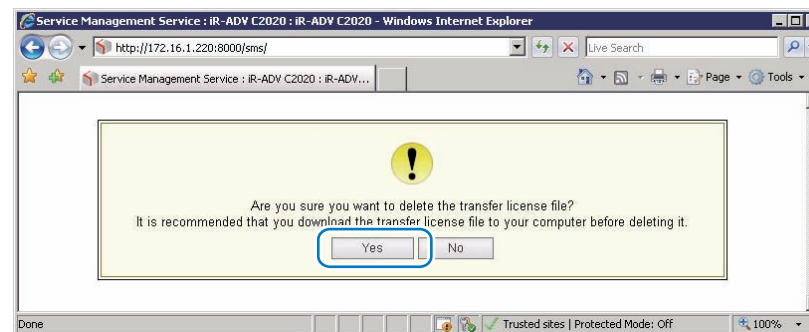 Service Management Service : iR-ADV C2020 : iR-ADV C2020 - Windows Internet Explorer
http://172.16.1.220:8000/sms/
Live Search
Service Management Service : iR-ADV C2020 : iR-ADV...
Page
Tools
Are you sure you want to delete the transfer license file?
It is recommended that you download the transfer license file to your computer before deleting it.
Yes No
Done
Trusted sites | Protected Mode: Off
100%